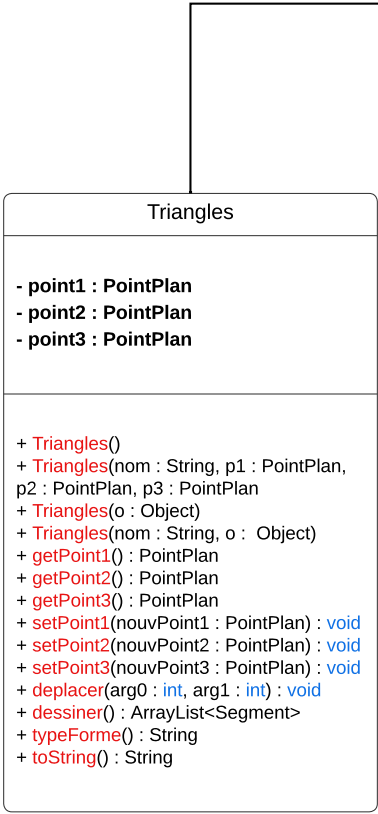 Triangles
- point1 : PointPlan
- point2 : PointPlan
- point3 : PointPlan
+ Triangles()
+ Triangles(nom : String, p1 : PointPlan,
p2 : PointPlan, p3 : PointPlan
+ Triangles(o : Object)
+ Triangles(nom : String, o :  Object)
+ getPoint1() : PointPlan
+ getPoint2() : PointPlan
+ getPoint3() : PointPlan
+ setPoint1(nouvPoint1 : PointPlan) : void
+ setPoint2(nouvPoint2 : PointPlan) : void
+ setPoint3(nouvPoint3 : PointPlan) : void
+ deplacer(arg0 : int, arg1 : int) : void
+ dessiner() : ArrayList<Segment>
+ typeForme() : String
+ toString() : String